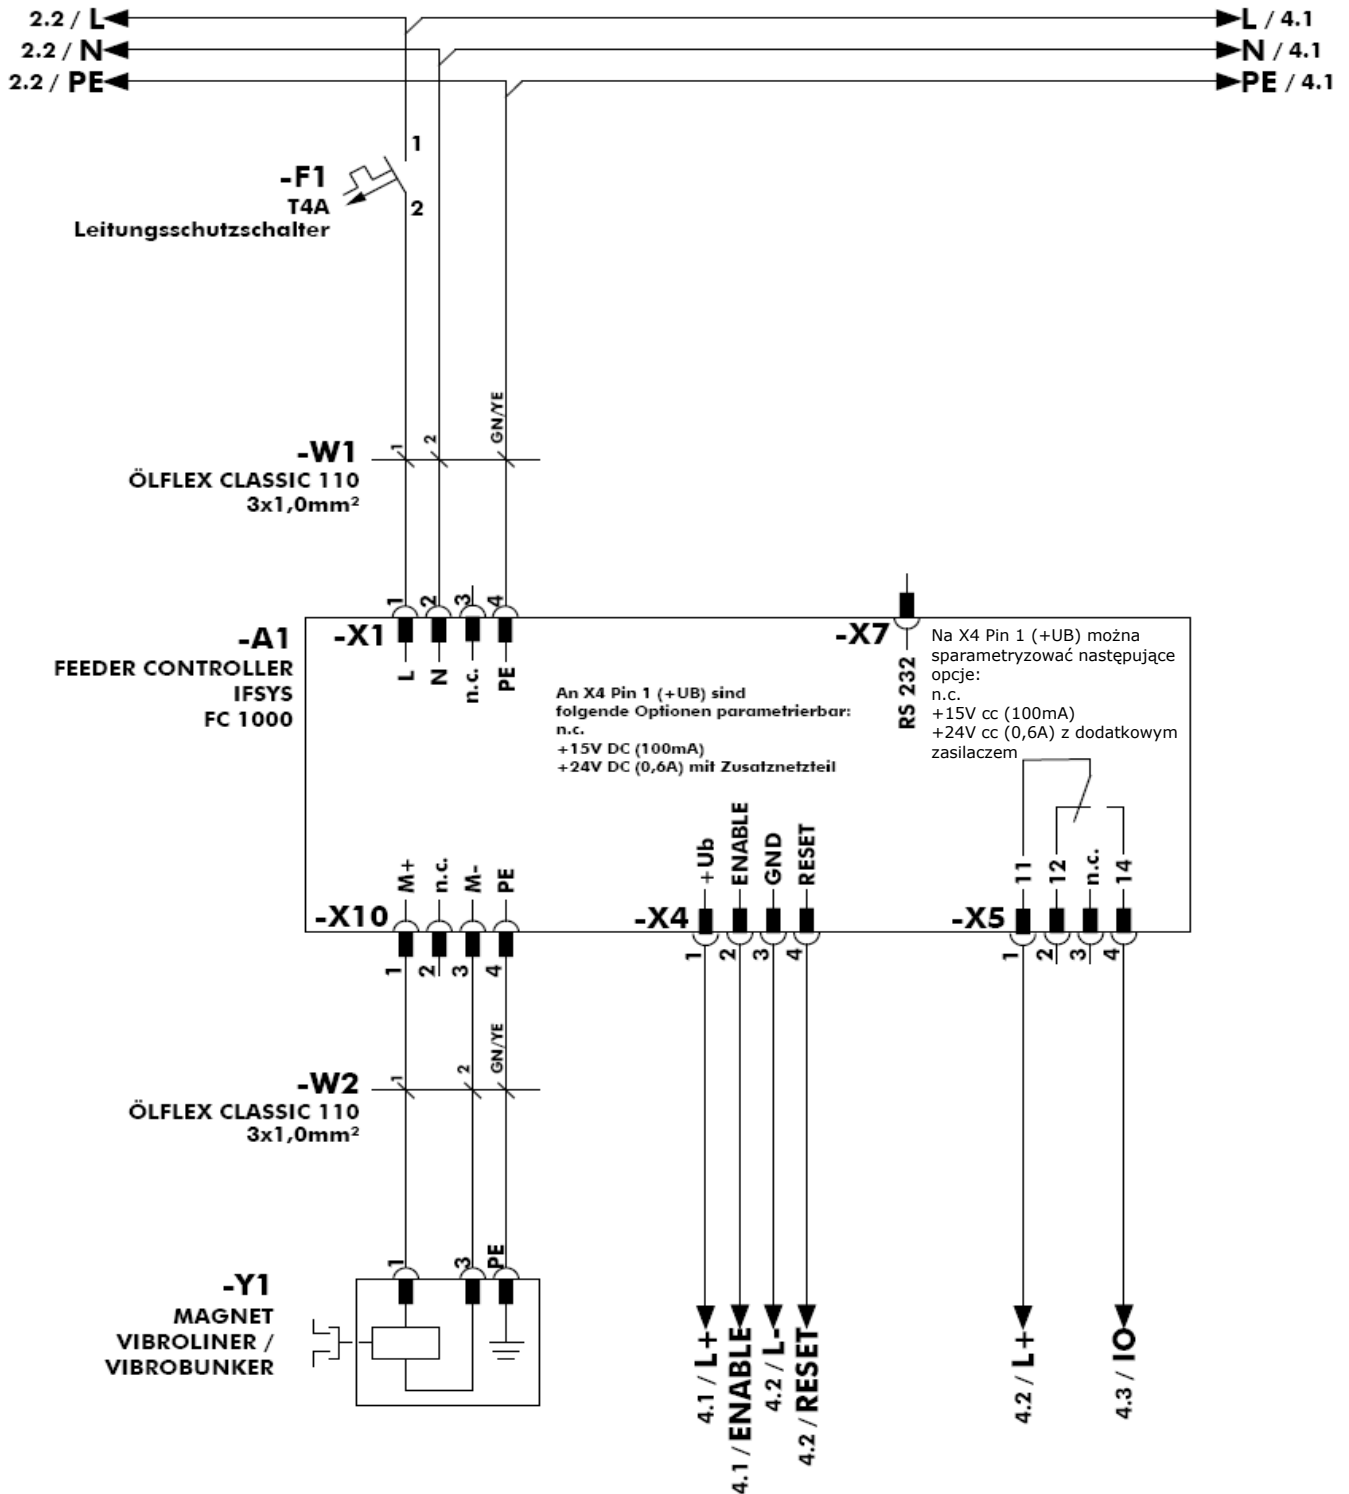 2.2 / L
L / 4.1
2.2 / N
N / 4.1
2.2 / PE
PE / 4.1
1
-F1
T4A
2
Leitungsschutzschalter
1
2
GN/YE
-W1
ÖLFLEX CLASSIC 110
3x1,0mm²
1
2
3
4
-A1
FEEDER CONTROLLER
IFSYS
FC 1000
-X1
L
N
n.c.
PE
-X7
RS 232
Na X4 Pin 1 (+UB) można
sparametryzować następujące
opcje:
n.c.
+15V cc (100mA)
+24V cc (0,6A) z dodatkowym
zasilaczem
An X4 Pin 1 (+UB) sind
folgende Optionen parametrierbar:
n.c.
+15V DC (100mA)
+24V DC (0,6A) mit Zusatznetzteil
M+
n.c.
M-
PE
-X10
+Ub
ENABLE
GND
RESET
-X4
11
12
n.c.
14
-X5
1
2
3
4
1
2
3
4
1
2
3
4
1
2
GN/YE
-W2
ÖLFLEX CLASSIC 110
3x1,0mm²
1
3
PE
-Y1
MAGNET
VIBROLINER /
VIBROBUNKER
4.1 / L+
4.1 / ENABLE
4.2 / L-
4.2 / RESET
4.2 / L+
4.3 / IO